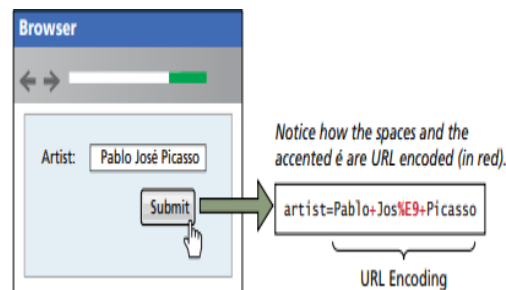 Browser
Artist: Pablo José Picasso
Submit
Notice how the spaces and the
accented é are URL encoded (in red).
artist=Pablo+Jos%E9+Picasso
URL Encoding